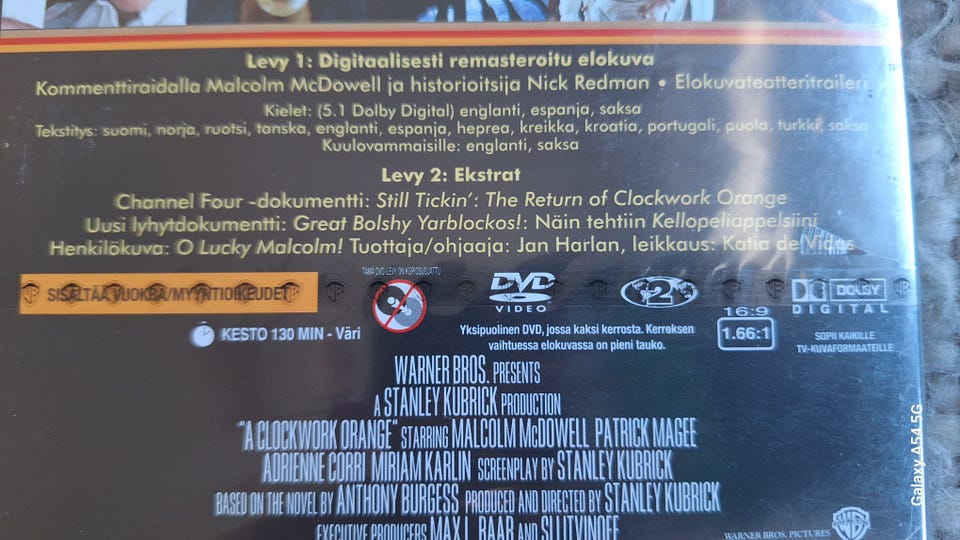 Levy 1: Digitaalisesti remasteroitu elokuva
Kommenttiraidalla Malcolm McDowell ja historioitsija Nick Redman • Elokuvateatteritraileri
Kielet: (5.1 Dolby Digital) englanti, espanja, saksa
Tekstitys: suomi, norja, ruotsi, tanska, englanti, espanja, heprea, kreikka, kroatia, portugali, puola, turkki, saksa
Kuulovammaisille: englanti, saksa
Levy 2: Ekstrat
Channel Four -dokumentti: Still Tickin': The Return of Clockwork Orange
Uusi lyhytdokumentti: Great Bolshy Yarblockos!: Näin tehtiin Kellopeliappelsiini
Henkilökuva: O Lucky Malcolm! Tuottaja/ohjaaja: Jan Harlan, leikkaus: Katia de Vidas
SISÄLTÄÄ VUOKRA/MYYNTIOIKEUDET
TÄMÄ DVD-LEVY ON KOPIOSUOJATTU
DVD
VIDEO
2
DOLBY
DIGITAL
KESTO 130 MIN - Väri
Yksipuolinen DVD, jossa kaksi kerrosta. Kerroksen
vaihtuessa elokuvassa on pieni tauko.
16:9
1.66:1
SOPII KAIKILLE
TV-KUVAFORMAATEILLE
WARNER BROS. PRESENTS
A STANLEY KUBRICK PRODUCTION
"A CLOCKWORK ORANGE" STARRING MALCOLM McDOWELL PATRICK MAGEE
ADRIENNE CORRI MIRIAM KARLIN SCREENPLAY BY STANLEY KUBRICK
BASED ON THE NOVEL BY ANTHONY BURGESS PRODUCED AND DIRECTED BY STANLEY KUBRICK
EXECUTIVE PRODUCERS MAX L. RAAB AND SI LITVINOFF
WARNER BROS. PICTURES
Galaxy A54 5G